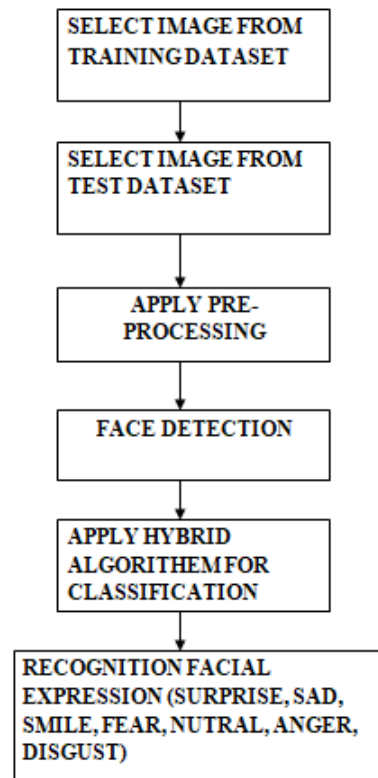 SELECT IMAGE FROM
TRAINING DATASET
SELECT IMAGE FROM
TEST DATASET
APPLY PRE-
PROCESSING
FACE DETECTION
APPLY HYBRID
ALGORITHEM FOR
CLASSIFICATION
RECOGNITION FACIAL
EXPRESSION (SURPRISE, SAD,
SMILE, FEAR, NUTRAL, ANGER,
DISGUST)